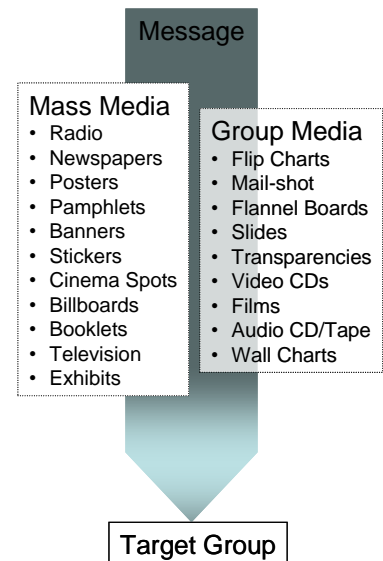 Message
Mass Media
• Radio
• Newspapers
• Posters
• Pamphlets
• Banners
• Stickers
• Cinema Spots
• Billboards
• Booklets
• Television
• Exhibits
Group Media
• Flip Charts
• Mail-shot
• Flannel Boards
• Slides
• Transparencies
• Video CDs
• Films
• Audio CD/Tape
• Wall Charts
Target Group